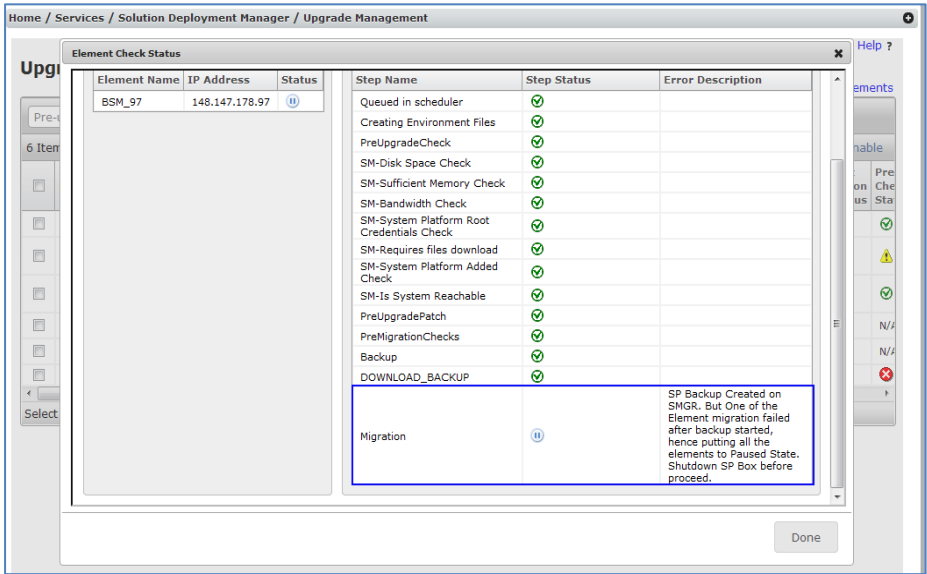 Home / Services / Solution Deployment Manager / Upgrade Management
Help ?
Element Check Status
Element Name IP Address Status
BSM_97 148.147.178.97
Step Name Step Status Error Description
Queued in scheduler
Creating Environment Files
PreUpgradeCheck
SM-Disk Space Check
SM-Sufficient Memory Check
SM-Bandwidth Check
SM-System Platform Root
Credentials Check
SM-Requires files download
SM-System Platform Added
Check
SM-Is System Reachable
PreUpgradePatch
PreMigrationChecks
Backup
DOWNLOAD_BACKUP
Migration
SP Backup Created on
SMGR. But One of the
Element migration failed
after backup started,
hence putting all the
elements to Paused State.
Shutdown SP Box before
proceed.
Done
Upg
Pre-
6 Item
Select
ements
nable
Pre
on Che
us Sta
N/A
N/A